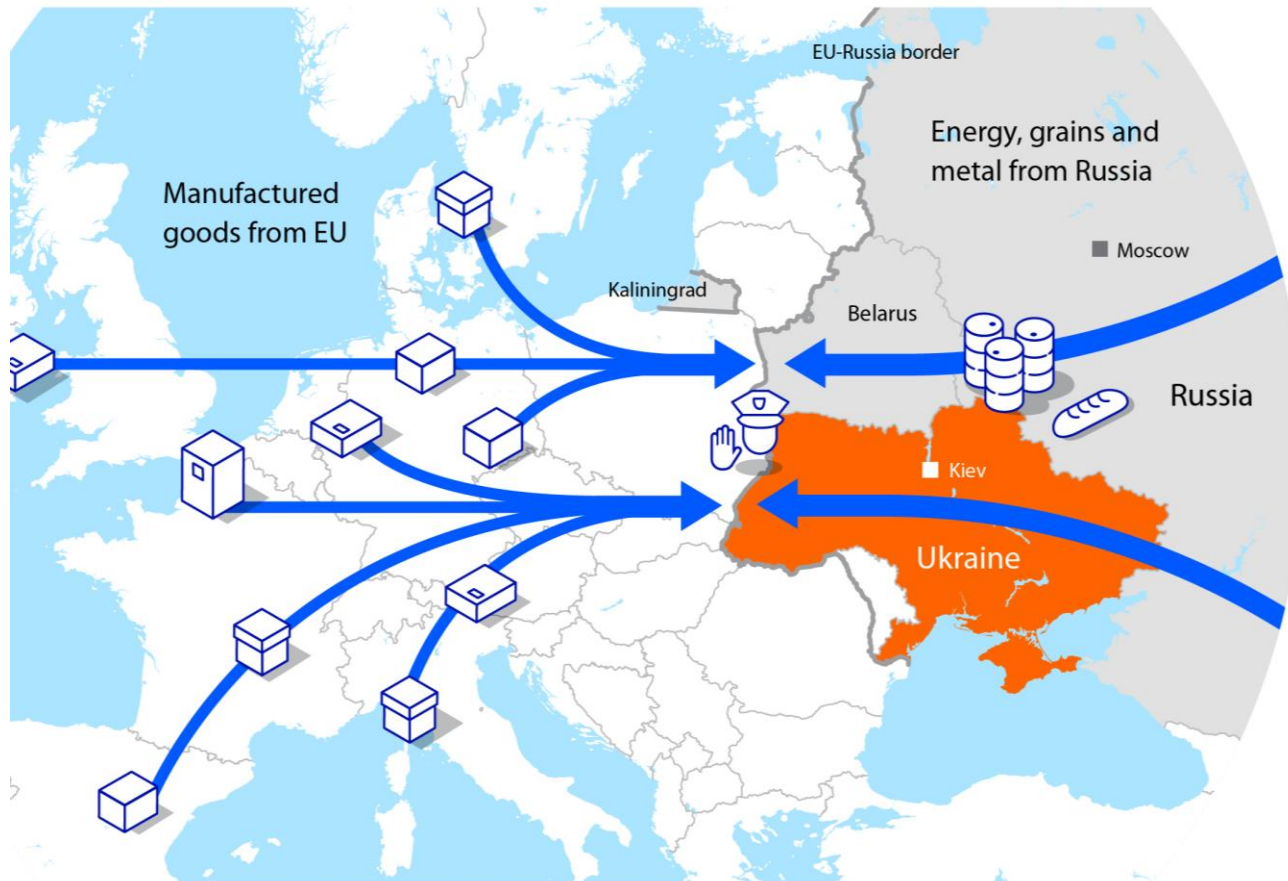 EU-Russia border
Energy, grains and
metal from Russia
Manufactured
goods from EU
Moscow
Kaliningrad
Belarus
Russia
Kiev
Ukraine